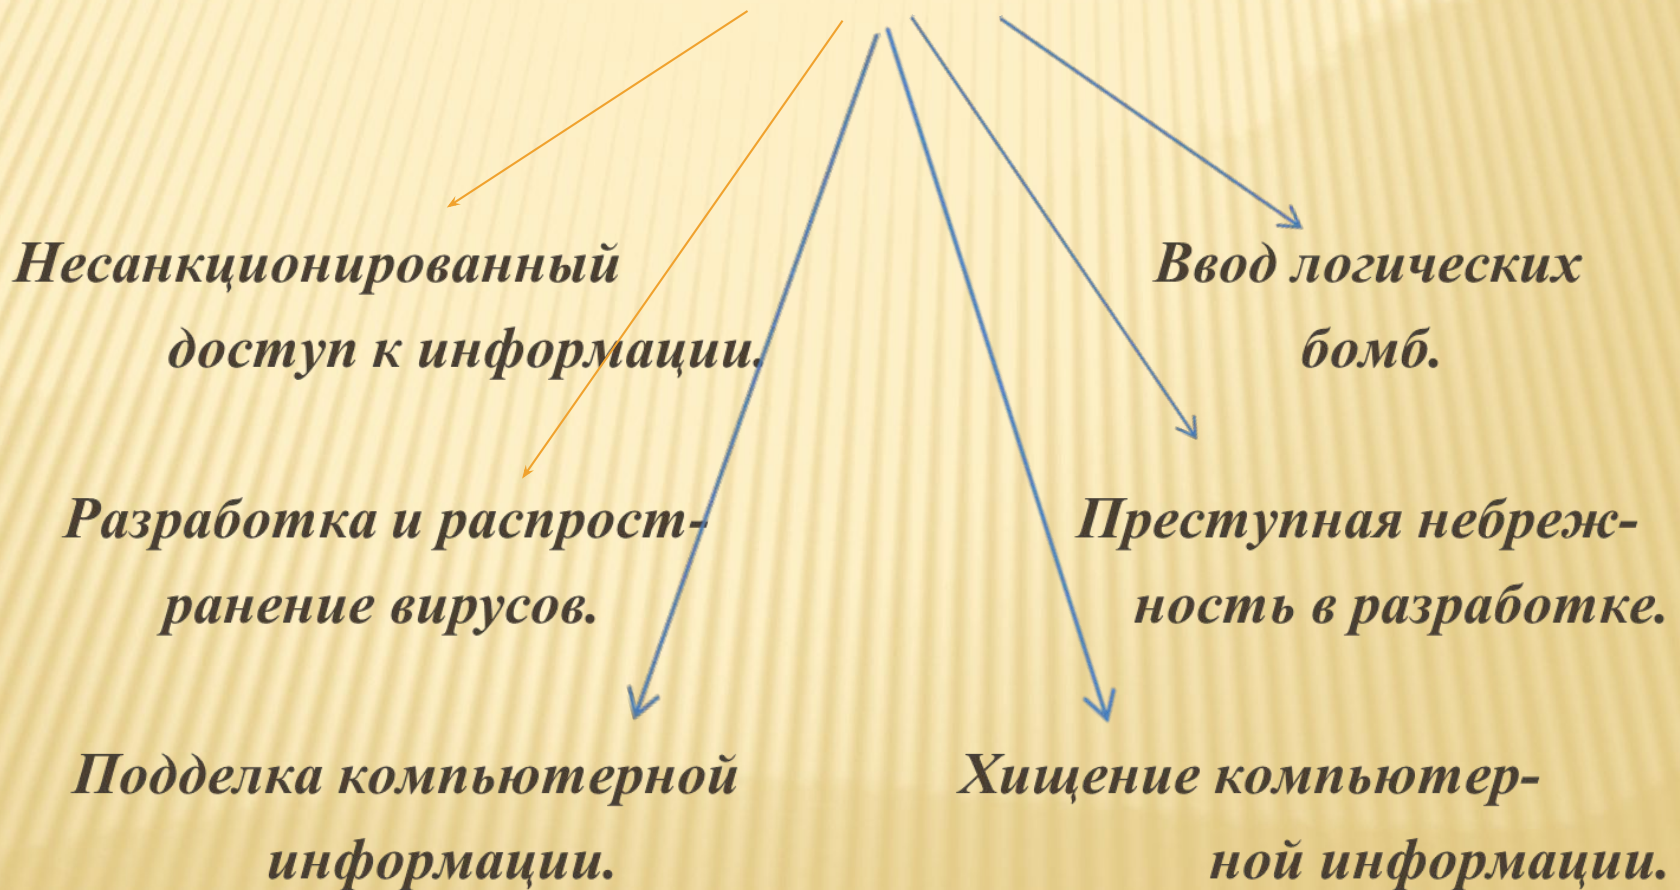 Несанкционированный
доступ к информации.
Ввод логических
бомб.
Разработка и распрост-
ранение вирусов.
Преступная небреж-
ность в разработке.
Подделка компьютерной
информации.
Хищение компьютер-
ной информации.